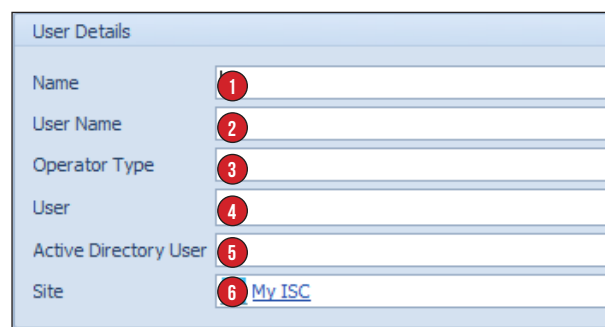 User Details
Name 1
User Name 2
Operator Type 3
User 4
Active Directory User 5
Site 6 My ISC